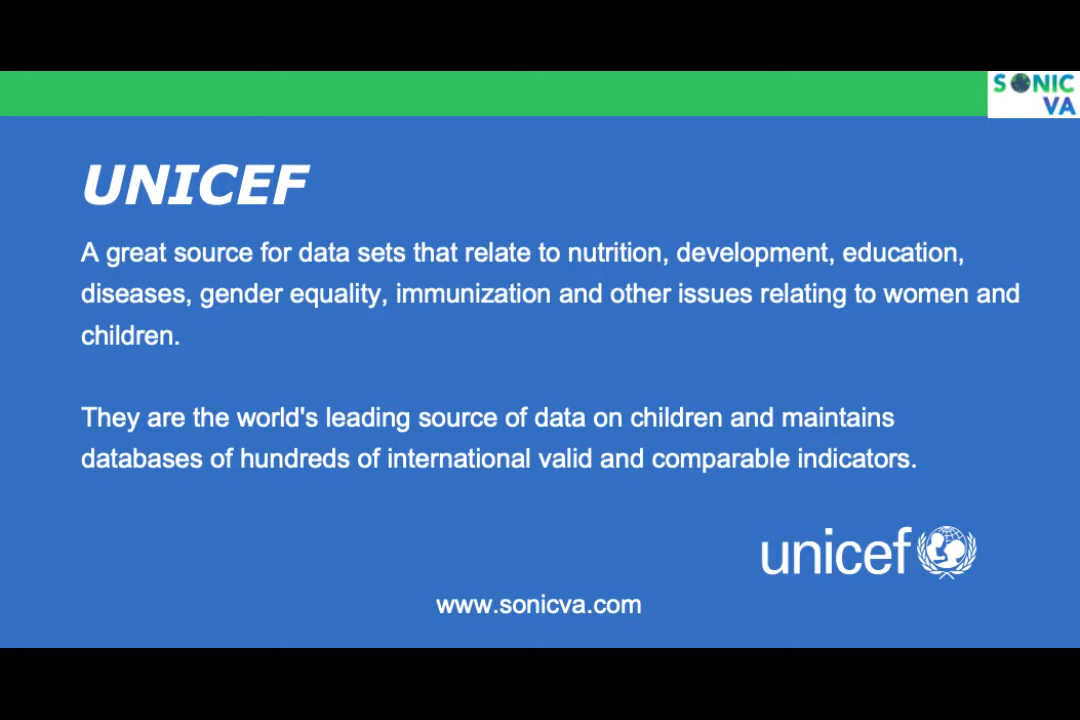 SONIC
VA
UNICEF
A great source for data sets that relate to nutrition, development, education,
diseases, gender equality, immunization and other issues relating to women and
children.
They are the world's leading source of data on children and maintains
databases of hundreds of international valid and comparable indicators.
unicef
www.sonicva.com